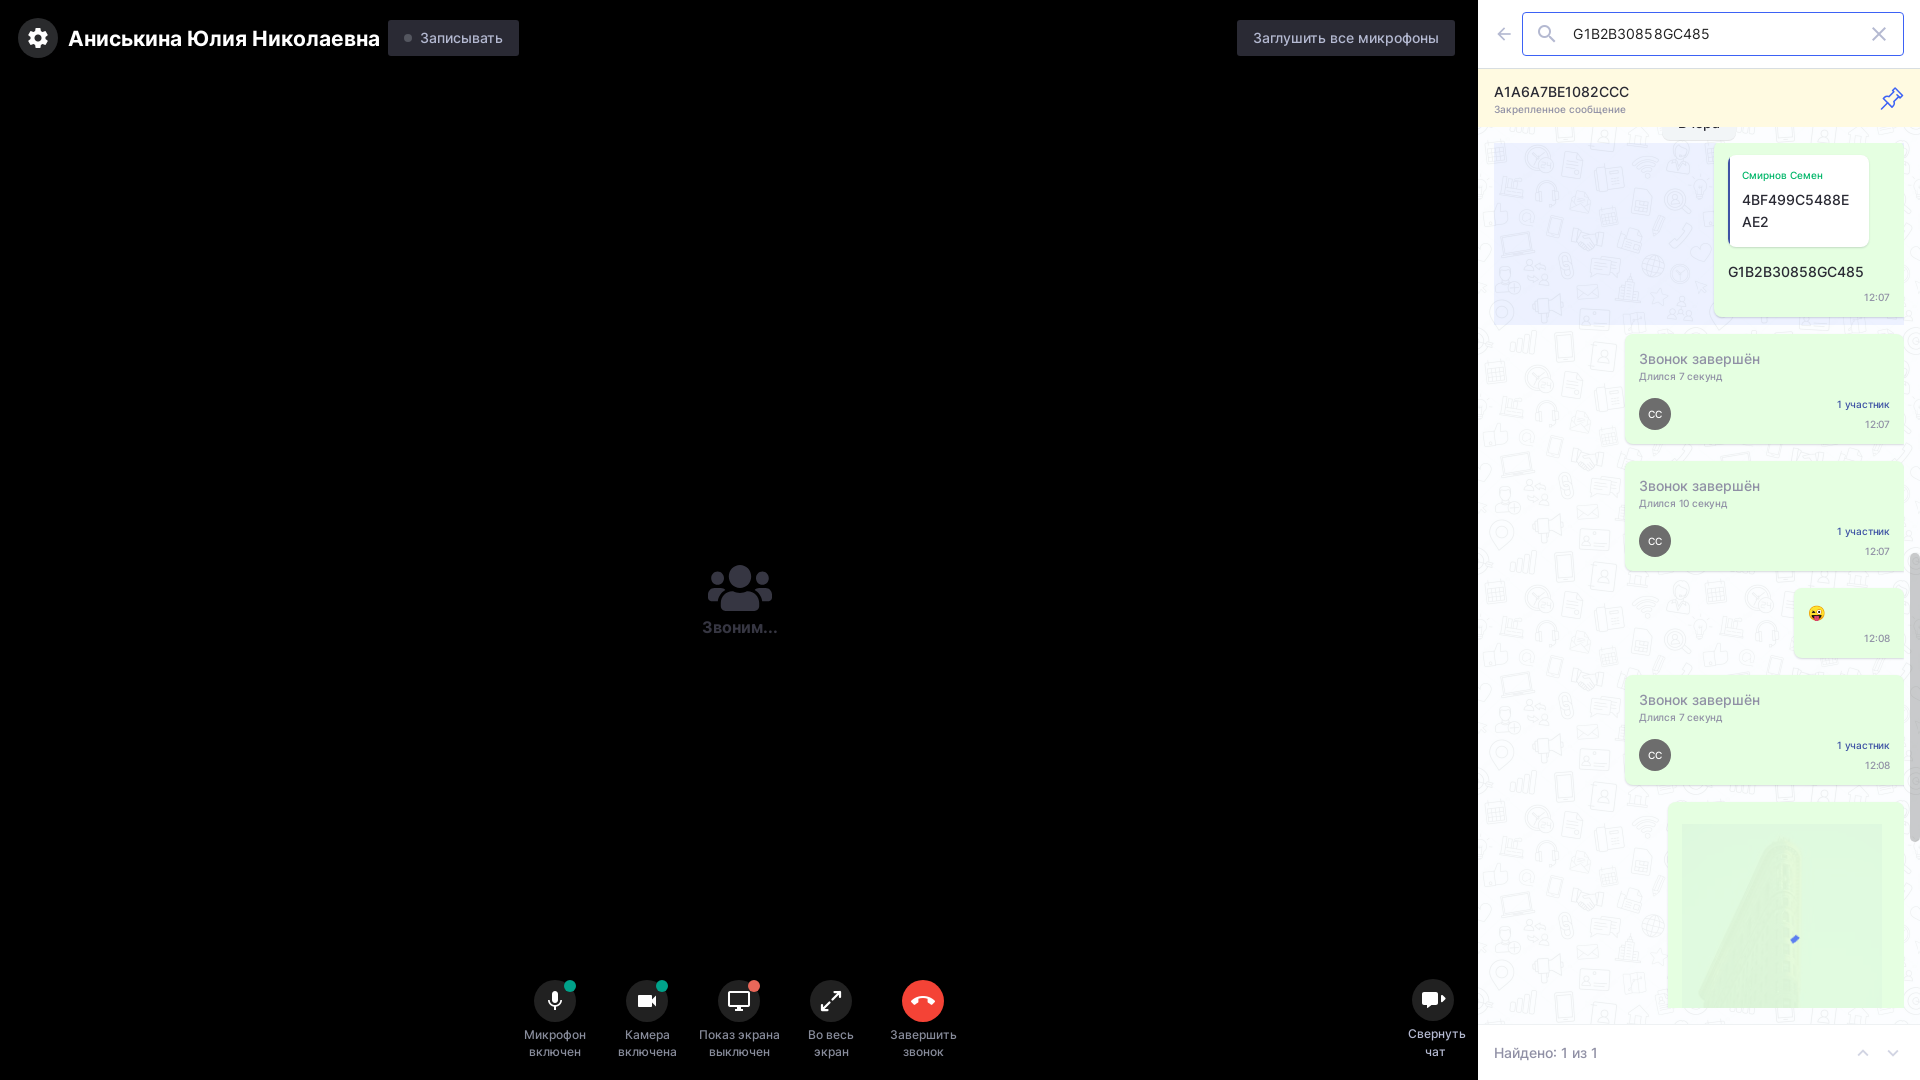 Аниськина Юлия Николаевна
Записывать
Заглушить все микрофоны
Звоним...
Микрофон
включен
Камера
включена
Показ экрана
выключен
Во весь
экран
Завершить
звонок
Свернуть
чат
G1B2B30858GC485
A1A6A7BE1082CCC
Закрепленное сообщение
Смирнов Семен
4BF499C5488E
AE2
G1B2B30858GC485
12:07
Звонок завершён
Длился 7 секунд
СС
1 участник
12:07
Звонок завершён
Длился 10 секунд
СС
1 участник
12:07
😜
12:08
Звонок завершён
Длился 7 секунд
СС
1 участник
12:08
Найдено: 1 из 1